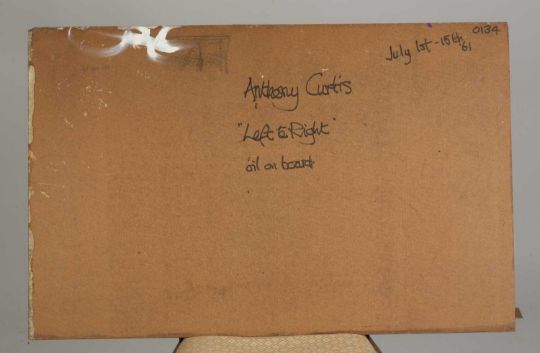 0134
July 1st - 15th 61
Anthony Curtis
"Left to Right"
oil on board